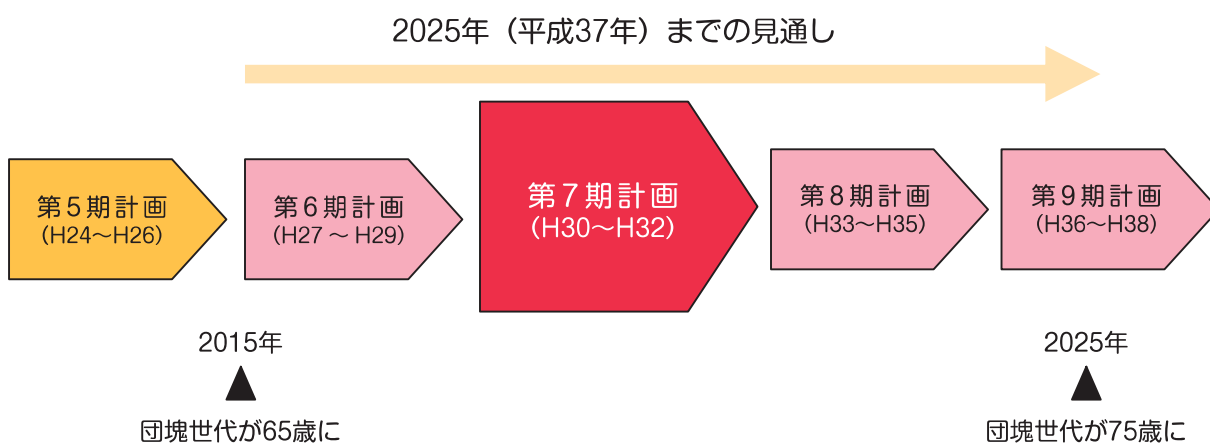 2025年（平成37年）までの見通し
第5期計画
（H24～H26）
第6期計画
（H27 ～ H29）
第7期計画
（H30～H32）
第8期計画
（H33～H35）
第9期計画
（H36～H38）
2015年
団塊世代が65歳に
2025年
団塊世代が75歳に